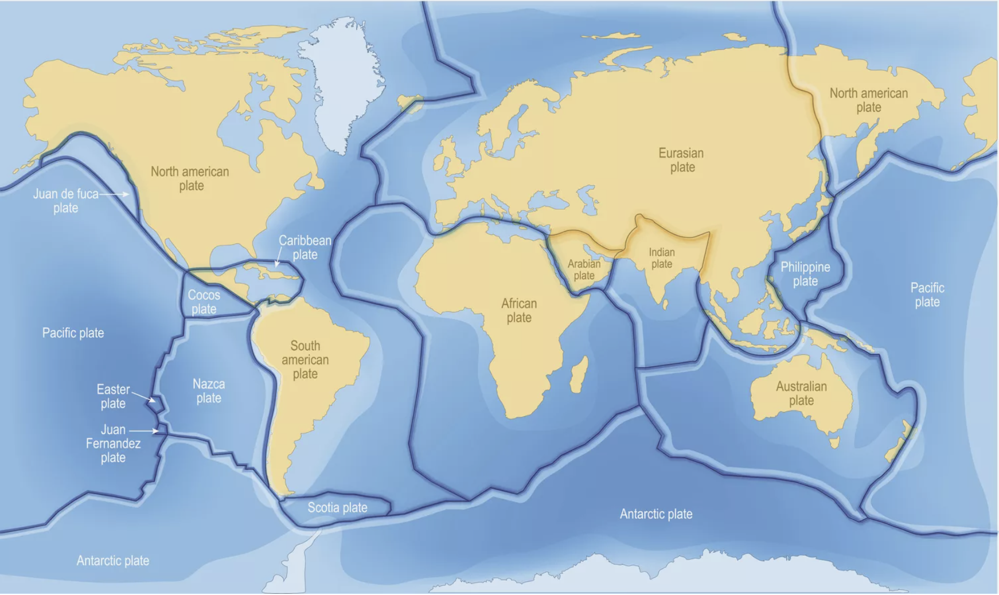 North american
plate
Eurasian
plate
North american
plate
Juan de fuca
plate
Caribbean
plate
Arabian
plate
Indian
plate
Philippine
plate
Pacific
plate
Cocos
plate
African
plate
Pacific plate
South
american
plate
Nazca
plate
Easter
plate
Australian
plate
Juan
Fernandez
plate
Scotia plate
Antarctic plate
Antarctic plate